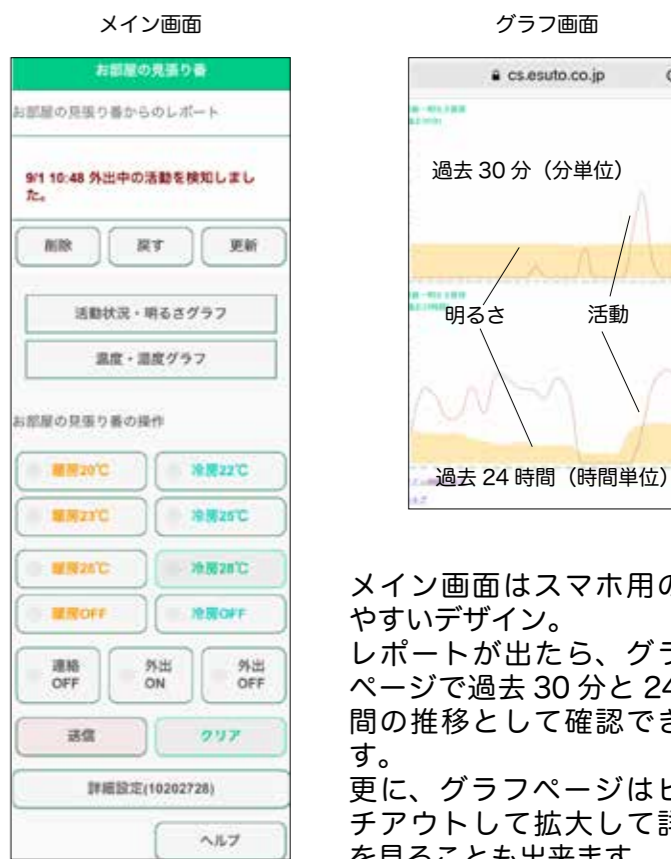 メイン画面
お部屋の見張り番
お部屋の見張り番からのレポート
9/1 10:48 外出中の活動を検知しまし
た。
削除 戻す 更新
活動状況・明るさグラフ
温度・湿度グラフ
お部屋の見張り番の操作
暖房20℃ 冷房22℃
暖房23℃ 冷房25℃
暖房26℃ 冷房28℃
暖房OFF 冷房OFF
連絡 外出 外出
OFF ON OFF
送信 クリア
詳細設定(10202728)
ヘルプ
グラフ画面
cs.esuto.co.jp
過去 30 分（分単位）
明るさ 活動
過去 24 時間（時間単位）
メイン画面はスマホ用の
やすいデザイン。
レポートが出たら、グラ
ページで過去 30 分と 24
間の推移として確認でき
す。
更に、グラフページはピ
チアウトして拡大して詳
を見ることも出来ます